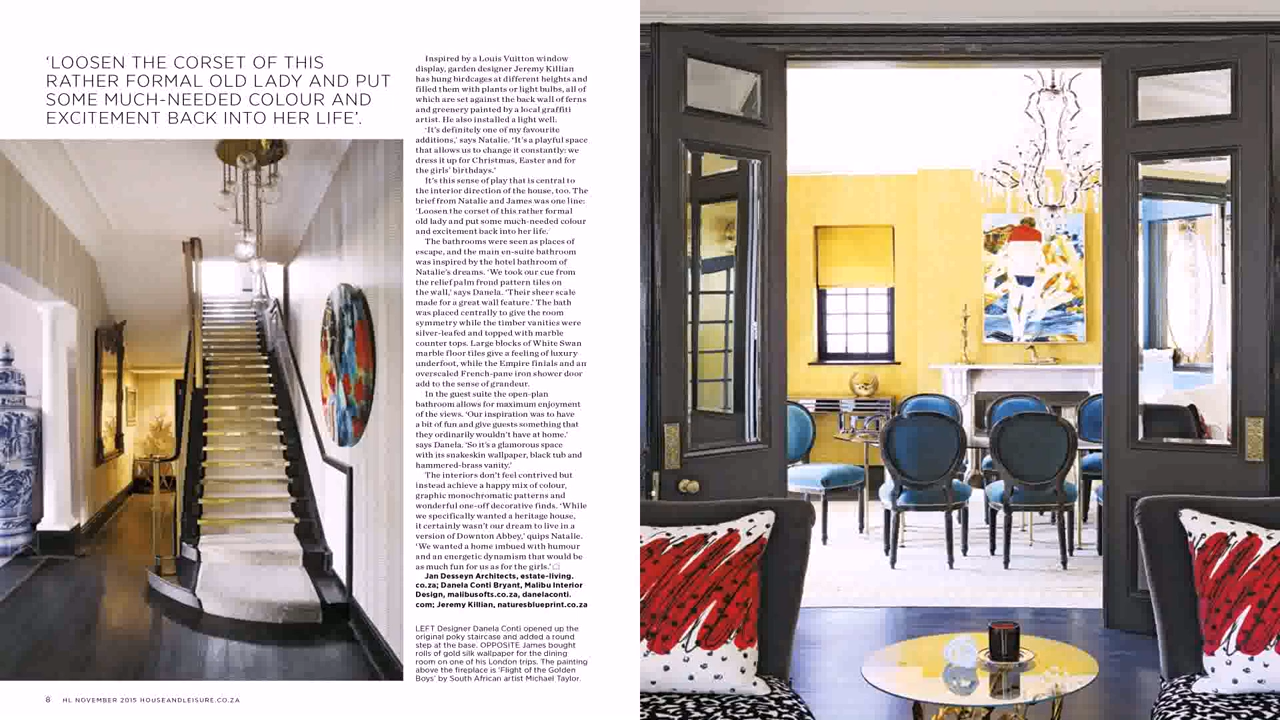 ‘LOOSEN THE CORSET OF THIS
RATHER FORMAL OLD LADY AND PUT
SOME MUCH-NEEDED COLOUR AND
EXCITEMENT BACK INTO HER LIFE’.
Inspired by a Louis Vuitton window
display, garden designer Jeremy Killian
has hung birdcages at different heights and
filled them with plants or light bulbs, all of
which are set against the back wall of ferns
and greenery painted by a local graffiti
artist. He also installed a light well.
‘It’s definitely one of my favourite
additions,’ says Natalie. ‘It’s a playful space
that allows us to change it constantly: we
dress it up for Christmas, Easter and for
the girls’ birthdays.’
It’s this sense of play that is central to
the interior direction of the house, too. The
brief from Natalie and James was one line:
‘Loosen the corset of this rather formal
old lady and put some much-needed colour
and excitement back into her life.’
The bathrooms were seen as places of
escape, and the main en-suite bathroom
was inspired by the hotel bathroom of
Natalie’s dreams. ‘We took our cue from
the relief palm frond pattern tiles on
the wall,’ says Danela. ‘Their sheer scale
made for a great wall feature.’ The bath
was placed centrally to give the room
symmetry while the timber vanities were
silver-leafed and topped with marble
counter tops. Large blocks of White Swan
marble floor tiles give a feeling of luxury
underfoot, while the Empire finials and an
overscaled French-pane iron shower door
add to the sense of grandeur.
In the guest suite the open-plan
bathroom allows for maximum enjoyment
of the views. ‘Our inspiration was to have
a bit of fun and give guests something that
they ordinarily wouldn’t have at home,’
says Danela. ‘So it’s a glamorous space
with its snakeskin wallpaper, black tub and
hammered-brass vanity.’
The interiors don’t feel contrived but
instead achieve a happy mix of colour,
graphic monochromatic patterns and
wonderful one-off decorative finds. ‘While
we specifically wanted a heritage house,
it certainly wasn’t our dream to live in a
version of Downton Abbey,’ quips Natalie.
‘We wanted a home imbued with humour
and an energetic dynamism that would be
as much fun for us as for the girls.’
Jan Desseyn Architects, estate-living.
co.za; Danela Conti Bryant, Malibu Interior
Design, malibusofts.co.za, danelaconti.
com; Jeremy Killian, naturesblueprint.co.za
LEFT Designer Danela Conti opened up the
original poky staircase and added a round
step at the base. OPPOSITE James bought
rolls of gold silk wallpaper for the dining
room on one of his London trips. The painting
above the fireplace is ‘Flight of the Golden
Boys’ by South African artist Michael Taylor.
8 HL NOVEMBER 2015 HOUSEANDLEISURE.CO.ZA